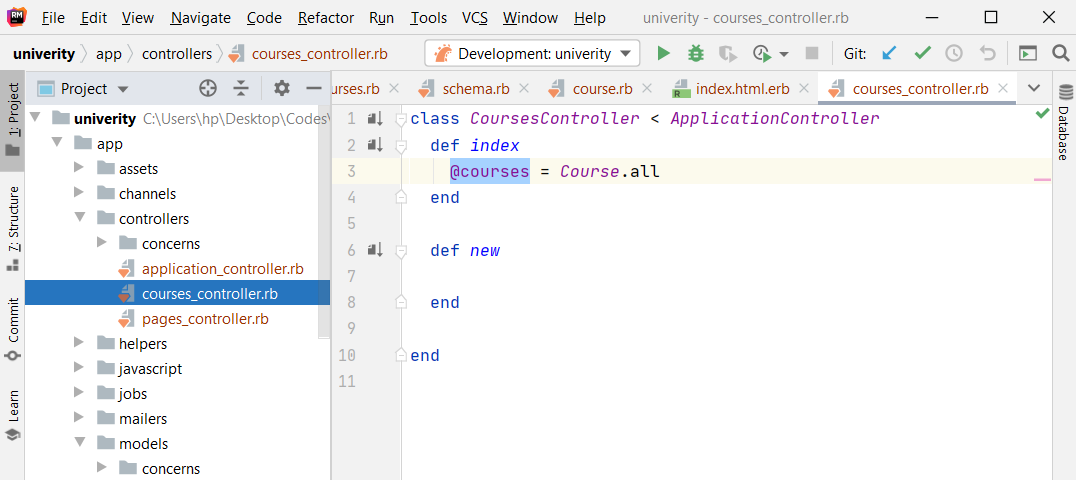 RM File Edit View Navigate Code Refactor Run Tools VCS Window Help univerity - courses_controller.rb
univerity app controllers courses_controller.rb Development: univerity Git:
Project urses.rb schema.rb course.rb index.html.erb courses_controller.rb
1: Project
7: Structure
Commit
Learn
univerity C:\Users\hp\Desktop\Codes\
app
assets
channels
controllers
concerns
application_controller.rb
courses_controller.rb
pages_controller.rb
helpers
javascript
jobs
mailers
models
concerns
1 class CoursesController < ApplicationController
2 def index
3 @courses = Course.all
4 end
5
6 def new
7
8 end
9
10 end
11
Database